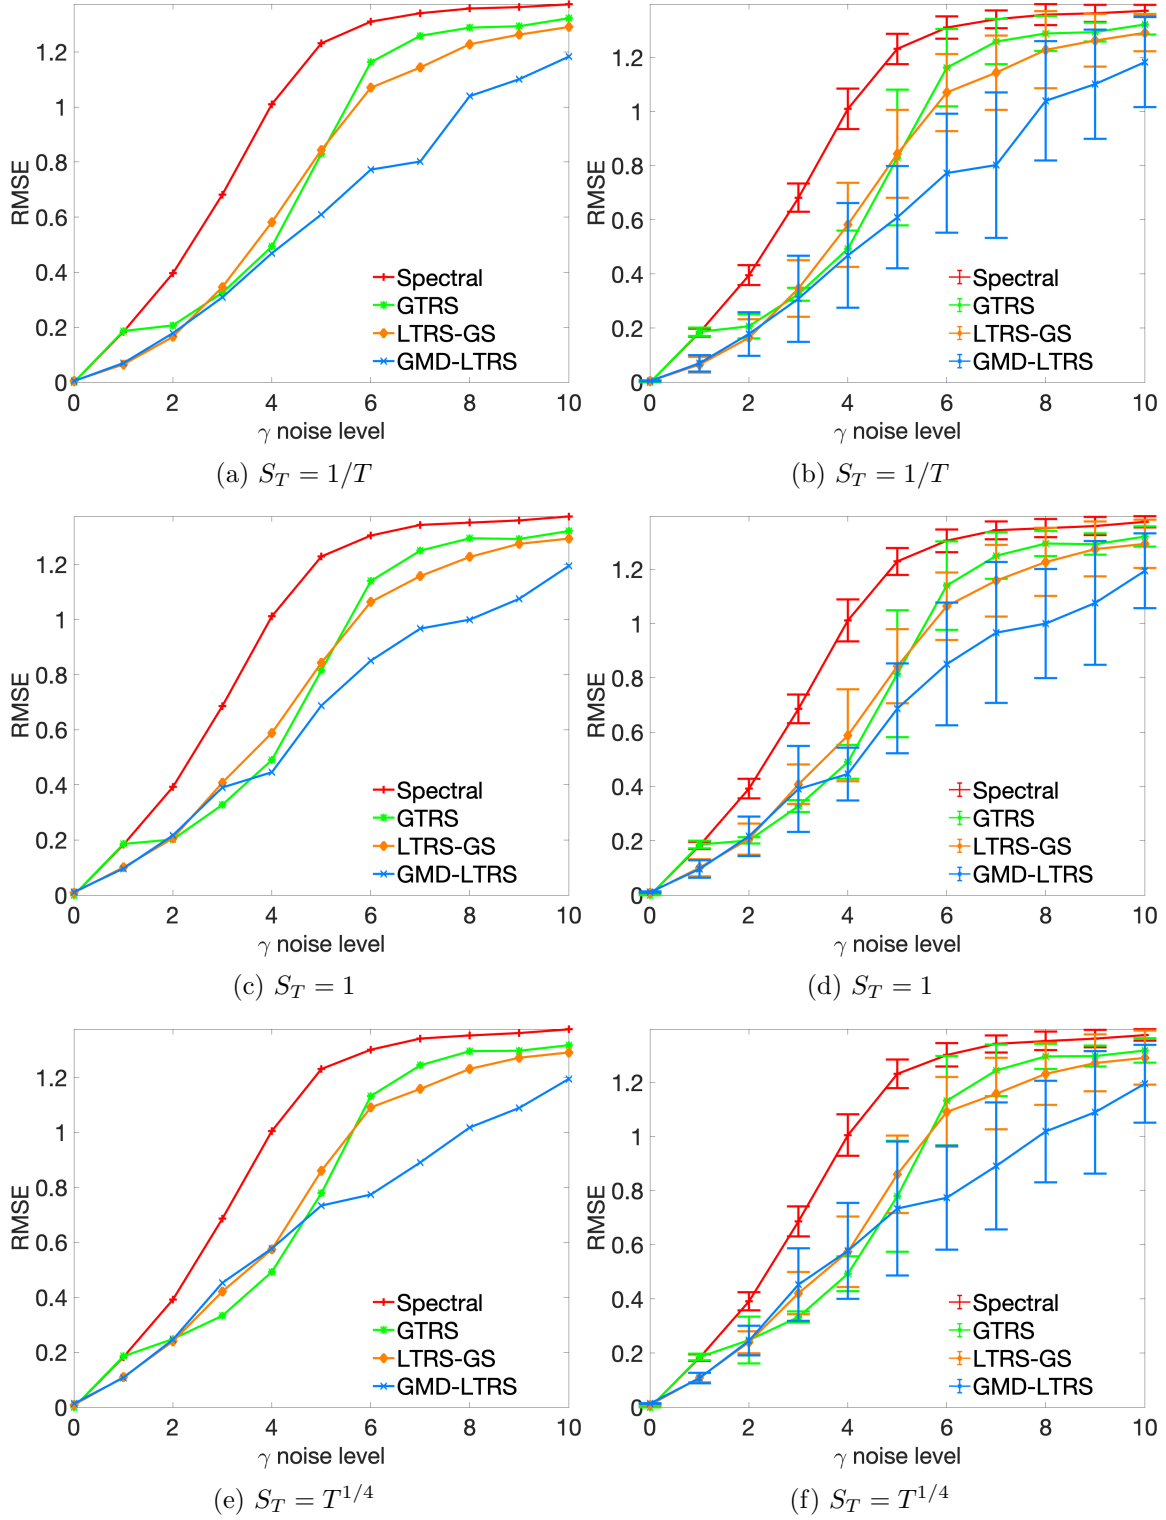 1.2
1
0.8
0.6
0.4
0.2
0
RMSE
0 2 4 6 8 10
γ noise level
Spectral
GTRS
LTRS-GS
GMD-LTRS
(a) S_T = 1/T
1.2
1
0.8
0.6
0.4
0.2
0
RMSE
0 2 4 6 8 10
γ noise level
Spectral
GTRS
LTRS-GS
GMD-LTRS
(b) S_T = 1/T
1.2
1
0.8
0.6
0.4
0.2
0
RMSE
0 2 4 6 8 10
γ noise level
Spectral
GTRS
LTRS-GS
GMD-LTRS
(c) S_T = 1
1.2
1
0.8
0.6
0.4
0.2
0
RMSE
0 2 4 6 8 10
γ noise level
Spectral
GTRS
LTRS-GS
GMD-LTRS
(d) S_T = 1
1.2
1
0.8
0.6
0.4
0.2
0
RMSE
0 2 4 6 8 10
γ noise level
Spectral
GTRS
LTRS-GS
GMD-LTRS
(e) S_T = T^{1/4}
1.2
1
0.8
0.6
0.4
0.2
0
RMSE
0 2 4 6 8 10
γ noise level
Spectral
GTRS
LTRS-GS
GMD-LTRS
(f) S_T = T^{1/4}